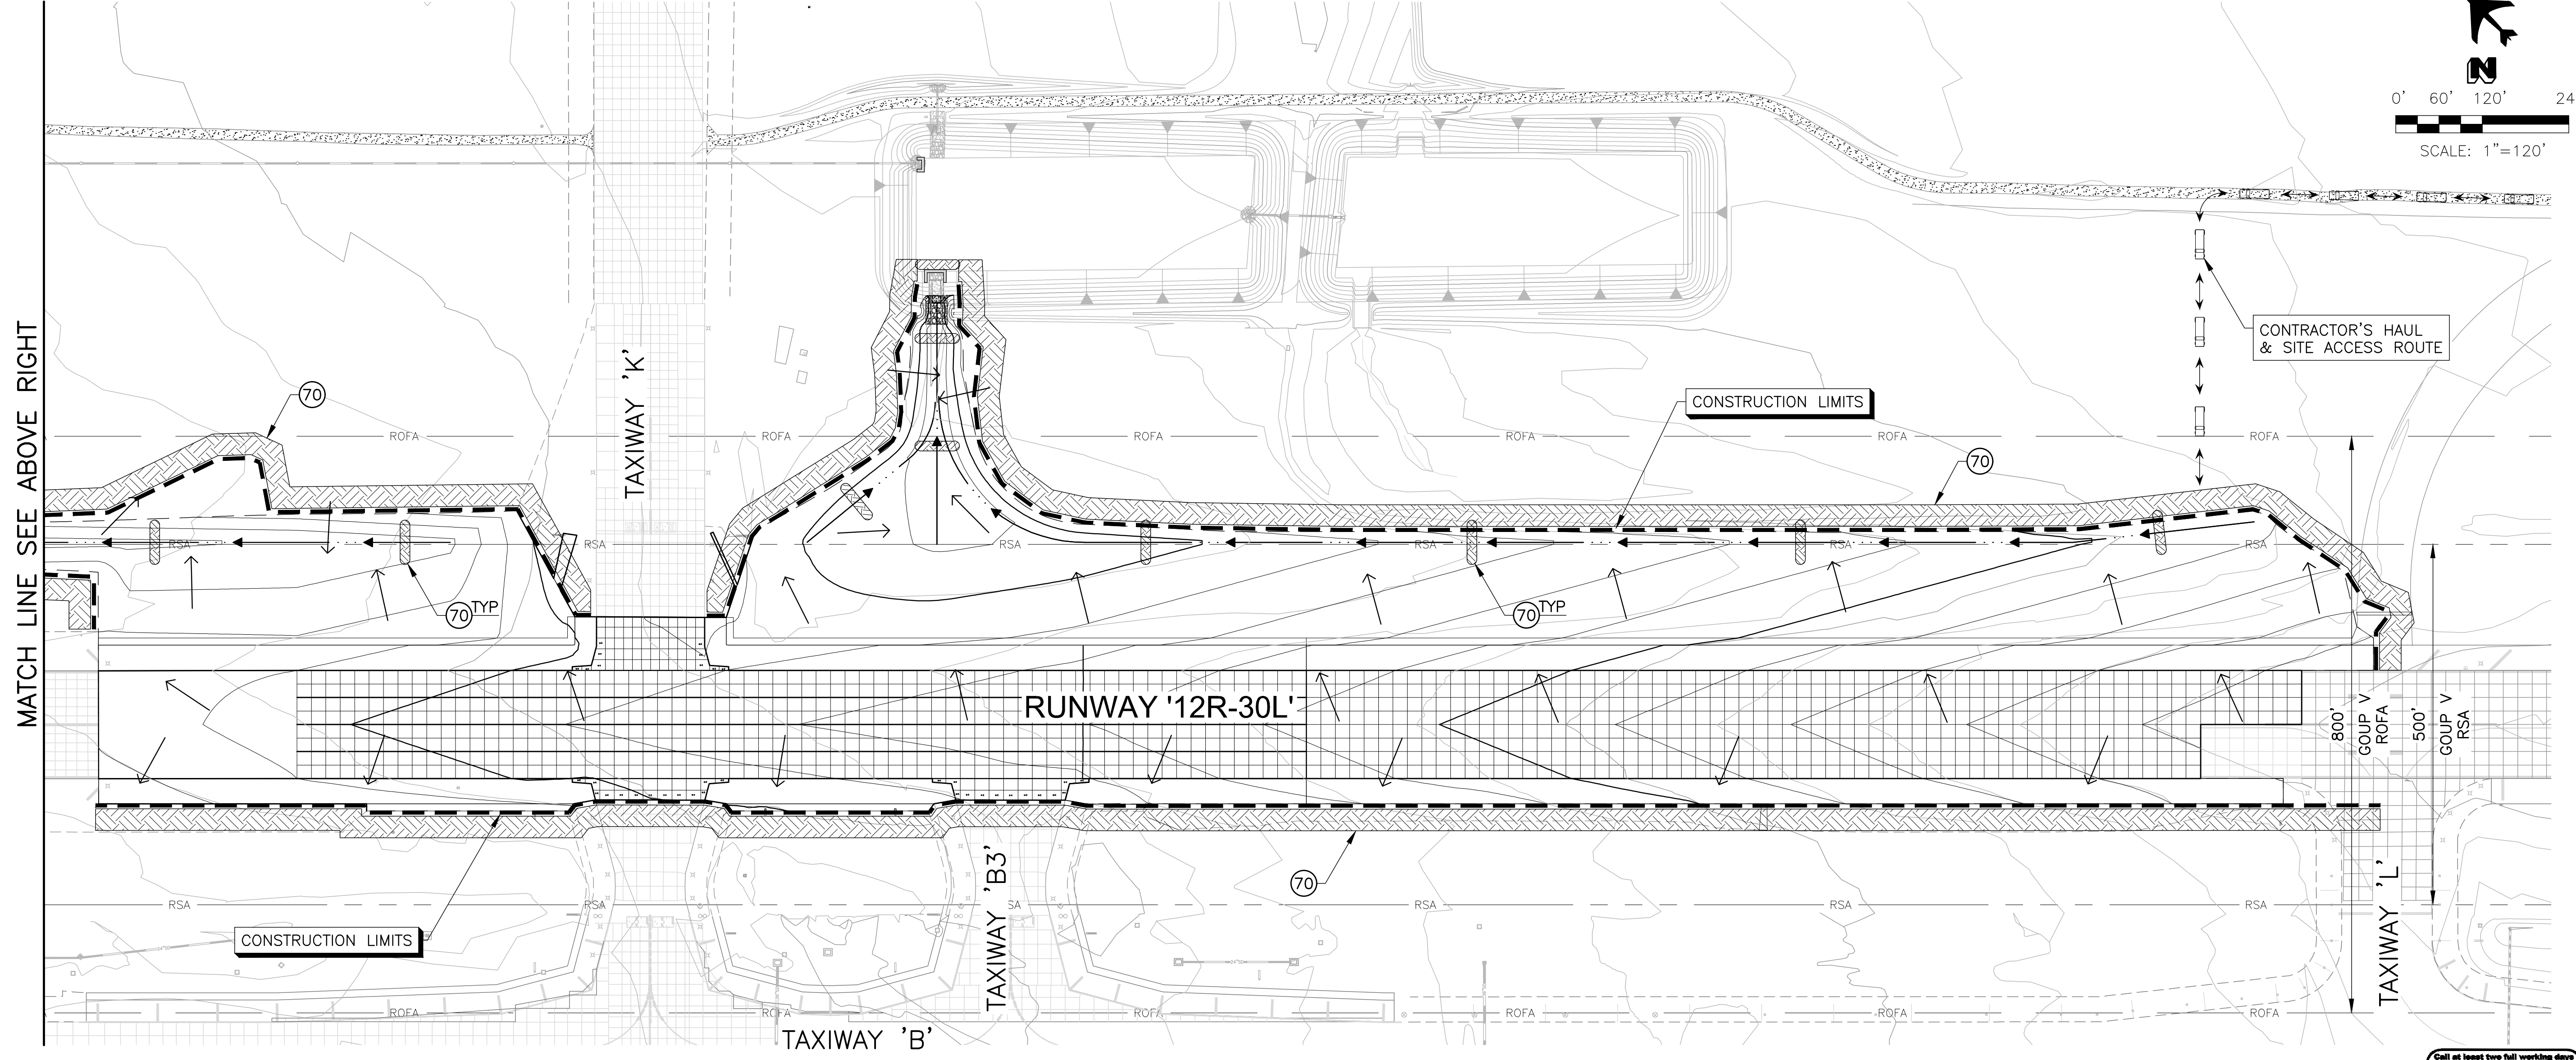 N
0' 60' 120' 24
SCALE: 1"=120'
MATCH LINE SEE ABOVE RIGHT
TAXIWAY 'K'
CONTRACTOR'S HAUL
& SITE ACCESS ROUTE
CONSTRUCTION LIMITS
70
70
ROFA
ROFA
ROFA
ROFA
ROFA
ROFA
RSA
RSA
RSA
RSA
RSA
RSA
70 TYP
70 TYP
RUNWAY '12R-30L'
800'
GOUP V
ROFA
500'
GOUP V
RSA
70
TAXIWAY 'B3'
TAXIWAY 'L'
RSA
RSA
SA
RSA
RSA
RSA
CONSTRUCTION LIMITS
ROFA
ROFA
ROFA
ROFA
ROFA
ROFA
TAXIWAY 'B'
Call at least two full working days